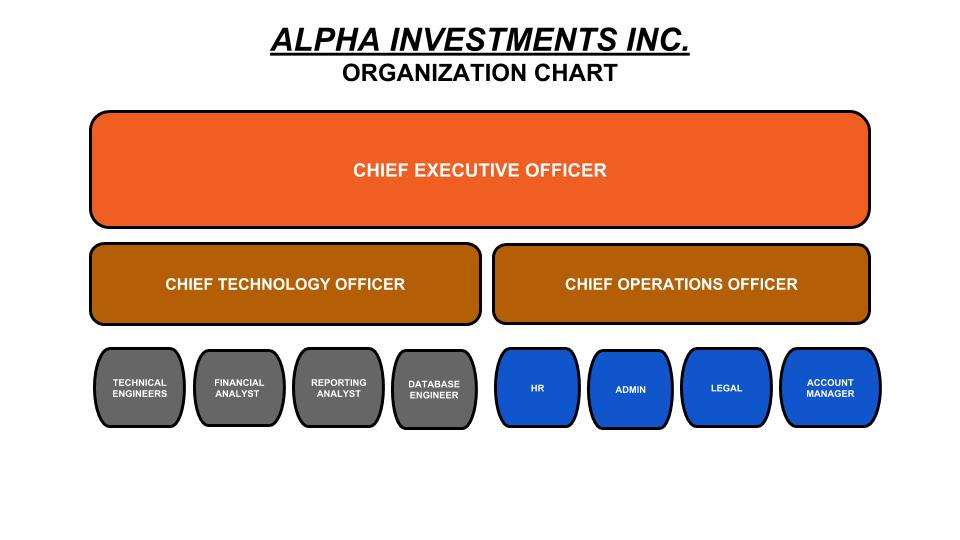 ALPHA INVESTMENTS INC.
ORGANIZATION CHART
CHIEF EXECUTIVE OFFICER
CHIEF TECHNOLOGY OFFICER
CHIEF OPERATIONS OFFICER
TECHNICAL
ENGINEERS
FINANCIAL
ANALYST
REPORTING
ANALYST
DATABASE
ENGINEER
HR
ADMIN
LEGAL
ACCOUNT
MANAGER